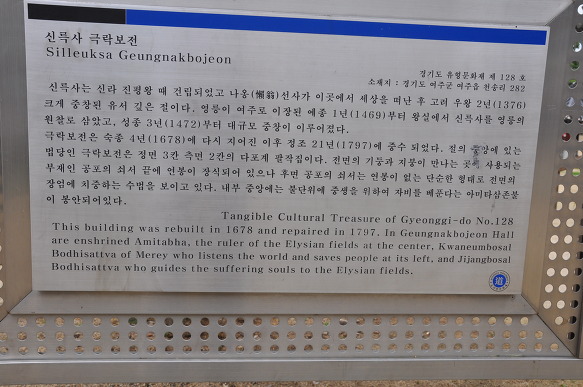 신륵사 극락보전
Silleuksa Geungnakbojeon
경기도 유형문화재 제 128 호
소재지 : 여주군 여주읍 천송리 282
신륵사는 신라 진평왕 때 건립되었고 나옹(懶翁)선사가 이곳에서 세상을 떠난 후 고려 우왕 2년(1376)
크게 중창된 유서 깊은 절이다. 영릉이 여주로 이장된 예종 1년(1469)부터 왕실에서 신륵사를 영릉의
원찰로 삼았고, 성종 3년(1472)부터 대규모 중창이 이루어졌다.
극락보전은 숙종 4년(1678)에 다시 지어진 이후 정조 21년(1797)에 중수 되었다. 절의 중앙에 있는
법당인 극락보전은 정면 3칸 측면 2칸의 다포계 팔작집이다. 전면의 기둥과 지붕이 만나는 곳에 사용되는
부재인 공포의 쇠서 끝에 연봉이 장식되어 있으나 후면 공포의 쇠서는 연봉이 없는 단순한 형태로 전면의
장엄에 치중하는 수법을 보이고 있다. 내부 중앙에는 불단위에 중생을 위하여 자비를 베푼다는 아미타삼존불
이 봉안되어있다.
Tangible Cultural Treasure of Gyeonggi-do No.128
This building was rebuilt in 1678 and repaired in 1797. In Geungnakbojeon Hall
are enshrined Amitabha, the ruler of the Elysian fields at the center, Kwaneumbosal
Bodhisattva of Merey who listens the world and saves people at its left, and Jijangbosal
Bodhisattva who guides the suffering souls to the Elysian fields.
道